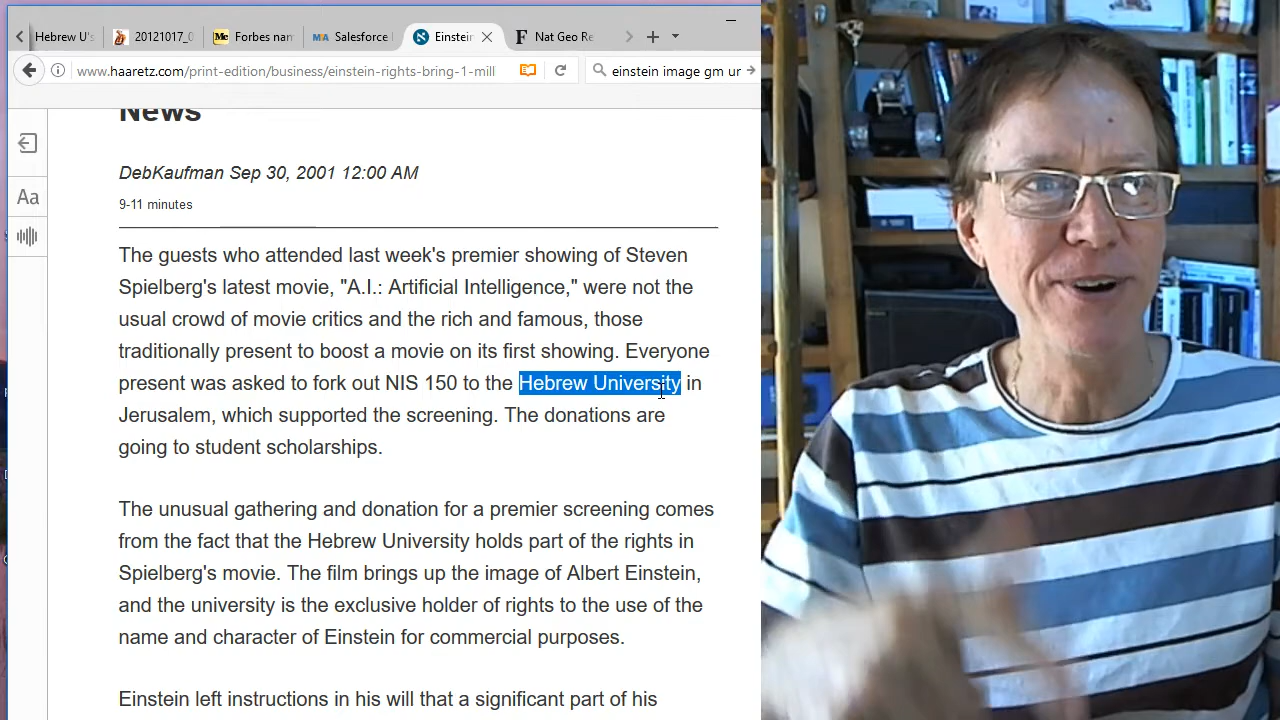 Hebrew U's
20121017_0
Forbes nan
Salesforce
Einstein
Nat Geo Re
www.haaretz.com/print-edition/business/einstein-rights-bring-1-mill
einstein image gm ur
News
DebKaufman Sep 30, 2001 12:00 AM
9-11 minutes
Aa
The guests who attended last week's premier showing of Steven
Spielberg's latest movie, "A.I.: Artificial Intelligence," were not the
usual crowd of movie critics and the rich and famous, those
traditionally present to boost a movie on its first showing. Everyone
present was asked to fork out NIS 150 to the Hebrew University in
Jerusalem, which supported the screening. The donations are
going to student scholarships.
The unusual gathering and donation for a premier screening comes
from the fact that the Hebrew University holds part of the rights in
Spielberg's movie. The film brings up the image of Albert Einstein,
and the university is the exclusive holder of rights to the use of the
name and character of Einstein for commercial purposes.
Einstein left instructions in his will that a significant part of his